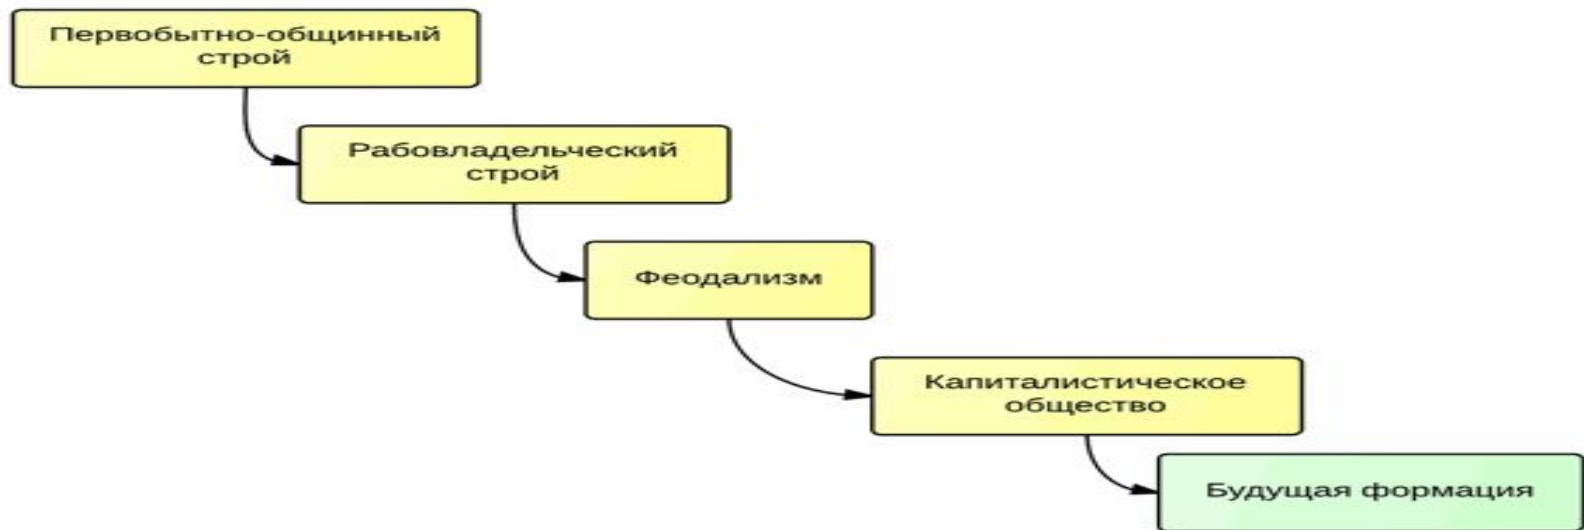 Первобытно-общинный
строй
Рабовладельческий
строй
Феодализм
Капиталистическое
общество
Будущая формация